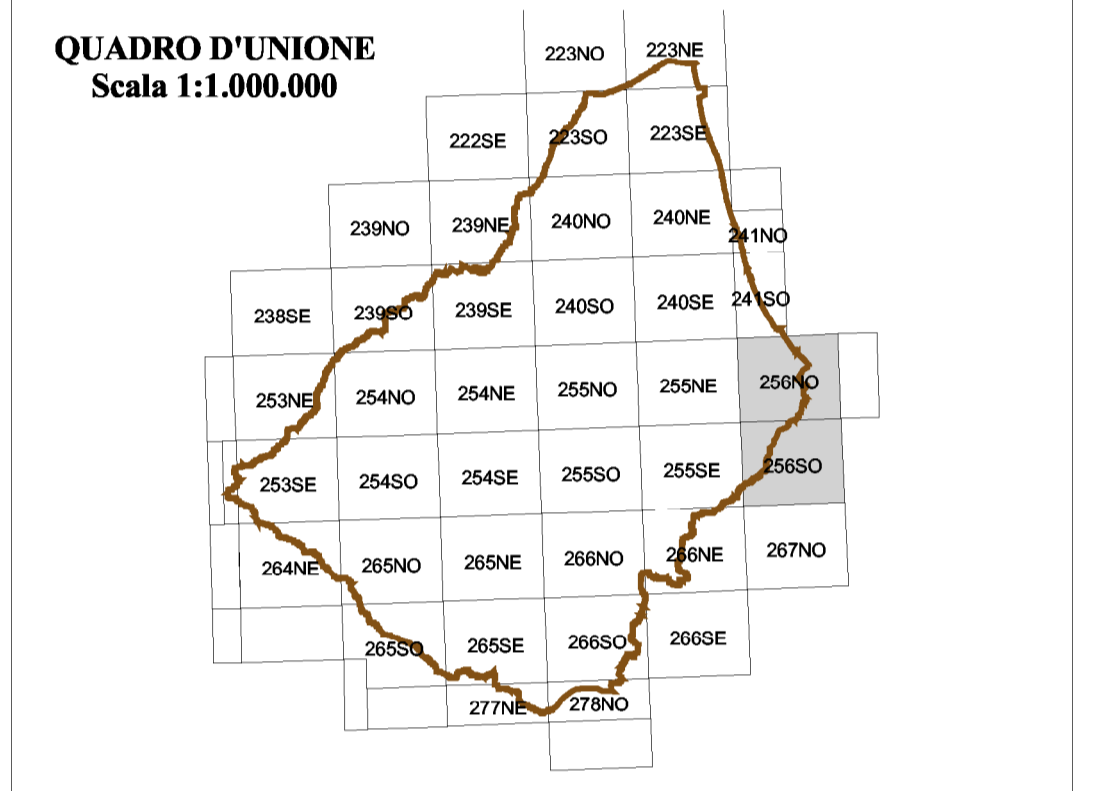 QUADRO D'UNIONE
Scala 1:1.000.000
223NO 223NE
222SE 223SO 223SE
239NO 239NE 240NO 240NE 241NO
238SE 239SO 239SE 240SO 240SE 241SO
253NE 254NO 254NE 255NO 255NE 256NO
253SE 254SO 254SE 255SO 255SE 256SO
264NE 265NO 265NE 266NO 266NE 267NO
265SO 265SE 266SO 266SE
277NE 278NO